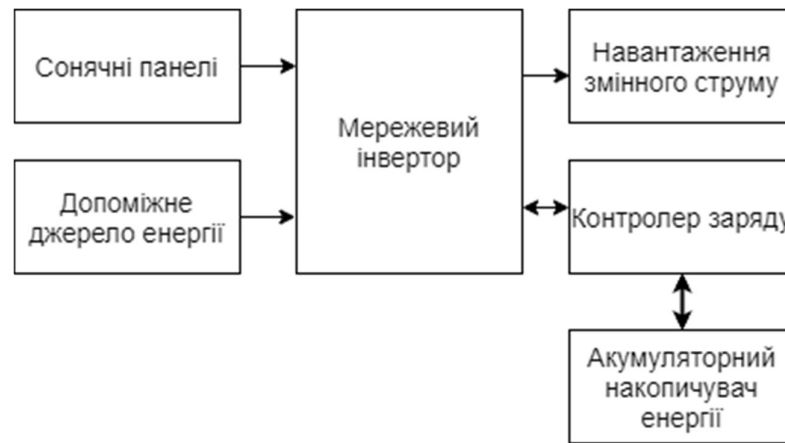 Сонячні панелі
Допоміжне
джерело енергії
Мережевий
інвертор
Навантаження
змінного струму
Контролер заряду
Акумуляторний
накопичувач
енергії